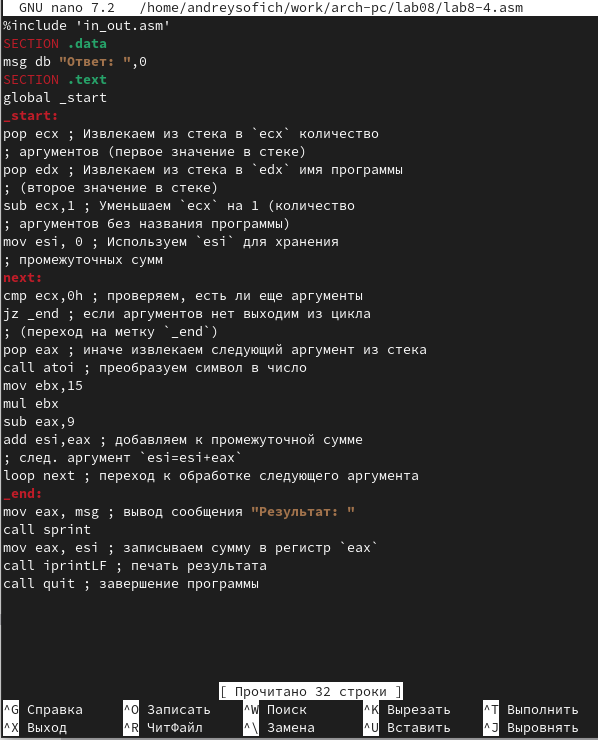 GNU nano 7.2 /home/andreysofich/work/arch-pc/lab08/lab8-4.asm
%include 'in_out.asm'
SECTION .data
msg db "Ответ: ",0
SECTION .text
global _start
_start:
pop ecx ; Извлекаем из стека в `ecx` количество
; аргументов (первое значение в стеке)
pop edx ; Извлекаем из стека в `edx` имя программы
; (второе значение в стеке)
sub ecx,1 ; Уменьшаем `ecx` на 1 (количество
; аргументов без названия программы)
mov esi, 0 ; Используем `esi` для хранения
; промежуточных сумм
next:
cmp ecx,0h ; проверяем, есть ли еще аргументы
jz _end ; если аргументов нет выходим из цикла
; (переход на метку `_end`)
pop eax ; иначе извлекаем следующий аргумент из стека
call atoi ; преобразуем символ в число
mov ebx,15
mul ebx
sub eax,9
add esi,eax ; добавляем к промежуточной сумме
; след. аргумент `esi=esi+eax`
loop next ; переход к обработке следующего аргумента
_end:
mov eax, msg ; вывод сообщения "Результат: "
call sprint
mov eax, esi ; записываем сумму в регистр `eax`
call iprintLF ; печать результата
call quit ; завершение программы
[ Прочитано 32 строки ]
^G Справка ^O Записать ^W Поиск ^K Вырезать ^T Выполнить
^X Выход ^R ЧитФайл ^\ Замена ^U Вставить ^J Выровнять